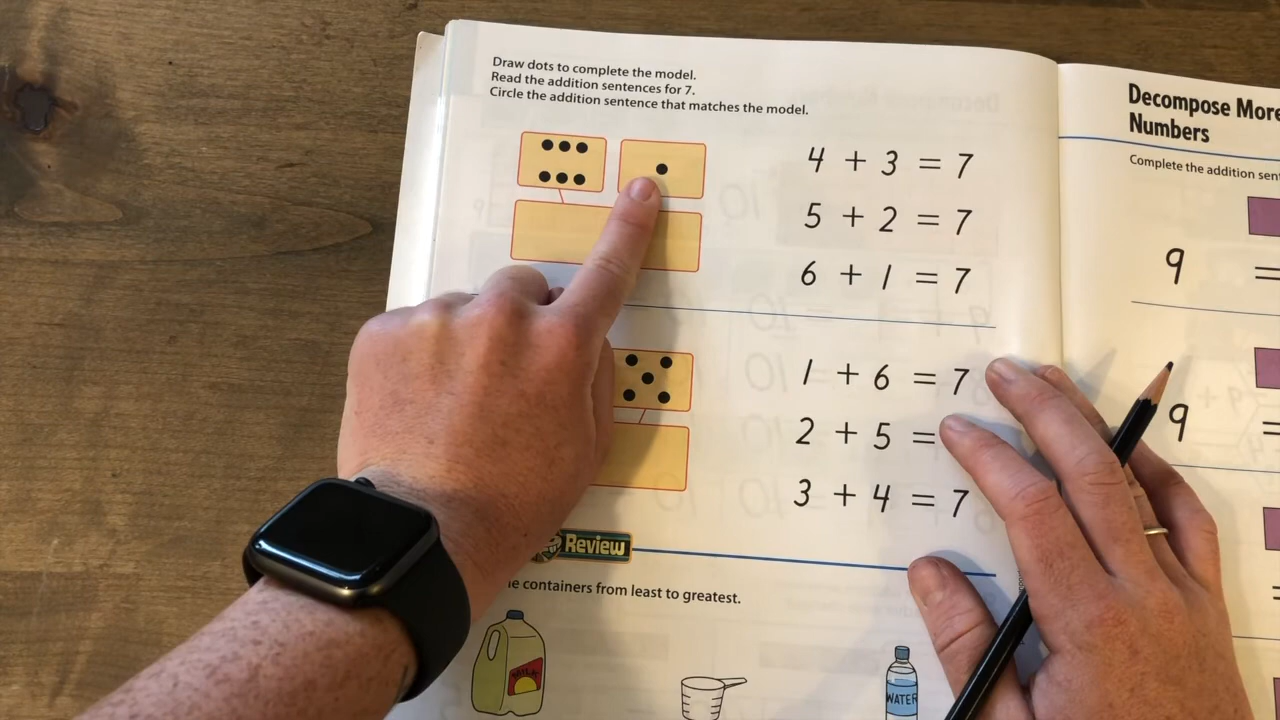 Draw dots to complete the model.
Read the addition sentences for 7.
Circle the addition sentence that matches the model.
4 + 3 = 7
5 + 2 = 7
6 + 1 = 7
1 + 6 = 7
2 + 5 =
3 + 4 = 7
Review
containers from least to greatest.
MILK
WATER
Decompose More
Numbers
Complete the addition
9 =
9 =